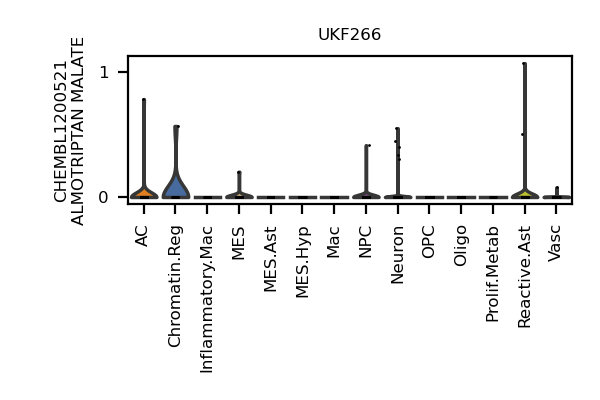 UKF266
CHEMBL1200521
ALMOTRIPTAN MALATE
1
0
AC
Chromatin.Reg
Inflammatory.Mac
MES
MES.Ast
MES.Hyp
Mac
NPC
Neuron
OPC
Oligo
Prolif.Metab
Reactive.Ast
Vasc